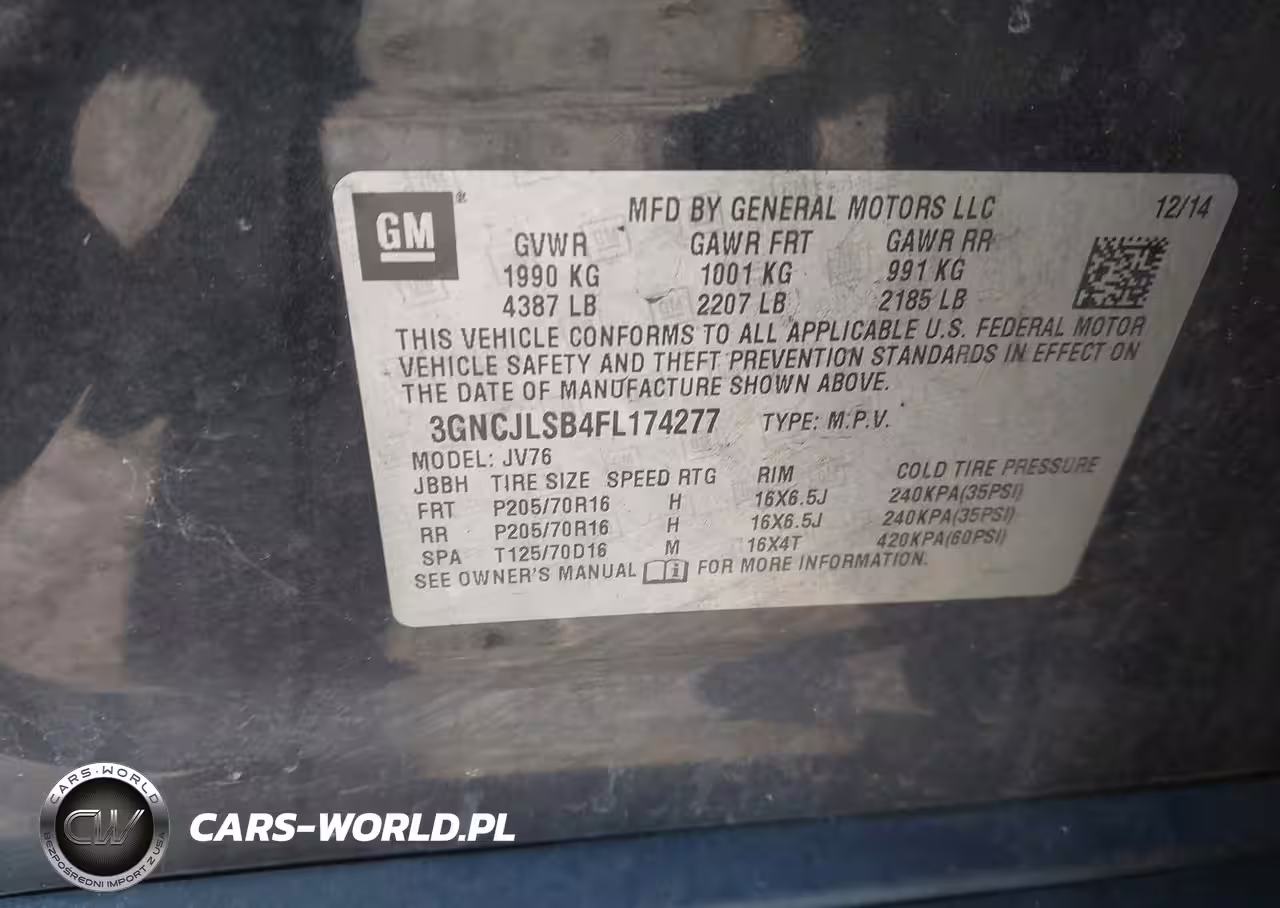 GM ®
MFD BY GENERAL MOTORS LLC 12/14
GVWR GAWR FRT GAWR RR
1990 KG 1001 KG 991 KG
4387 LB 2207 LB 2185 LB
THIS VEHICLE CONFORMS TO ALL APPLICABLE U.S. FEDERAL MOTOR
VEHICLE SAFETY AND THEFT PREVENTION STANDARDS IN EFFECT ON
THE DATE OF MANUFACTURE SHOWN ABOVE.
3GNCJLSB4FL174277 TYPE: M.P.V.
MODEL: JV76
JBBH TIRE SIZE SPEED RTG RIM COLD TIRE PRESSURE
FRT P205/70R16 H 16X6.5J 240KPA(35PSI)
RR P205/70R16 H 16X6.5J 240KPA(35PSI)
SPA T125/70D16 M 16X4T 420KPA(60PSI)
SEE OWNER'S MANUAL i FOR MORE INFORMATION.
CARS-WORLD
CW
BEZPOŚREDNI IMPORT Z USA
CARS-WORLD.PL